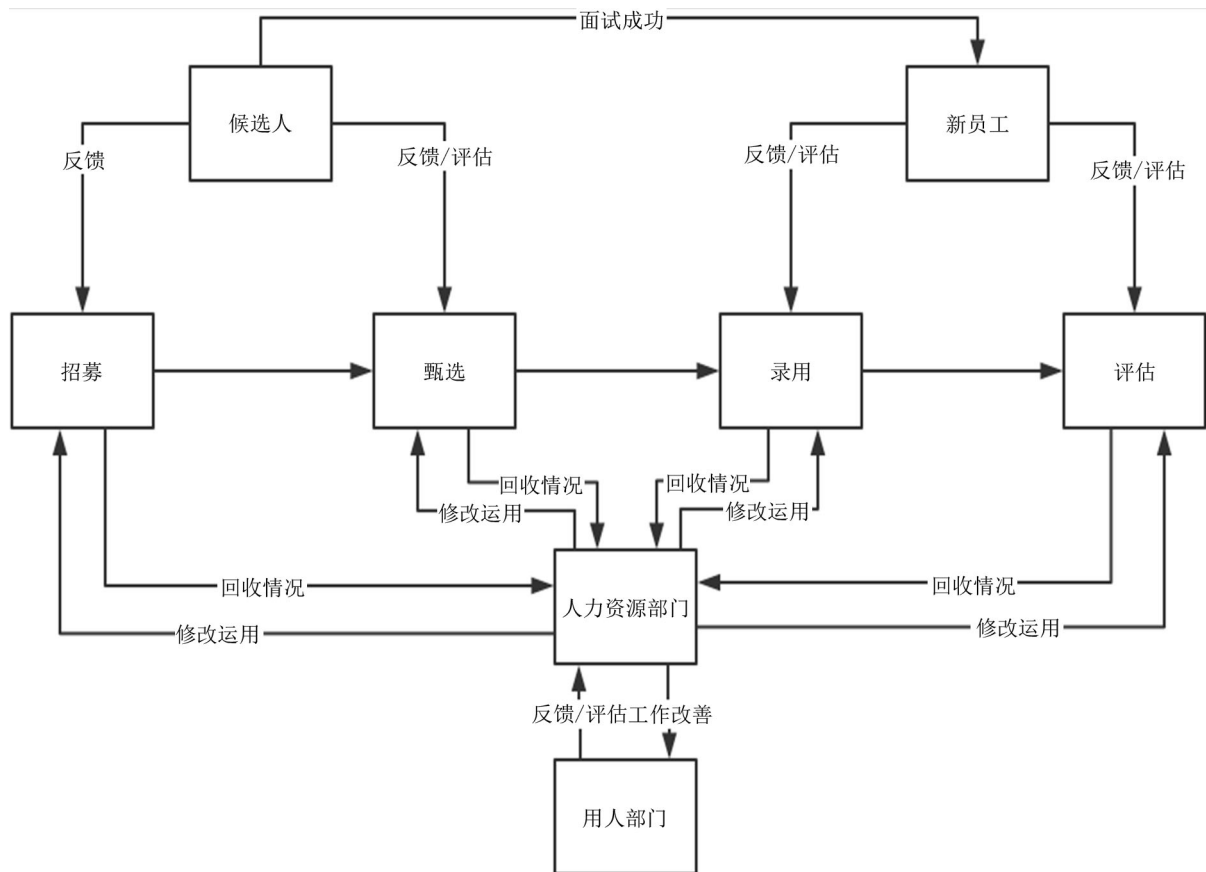 面试成功
候选人
新员工
反馈
反馈/评估
反馈/评估
反馈/评估
招募
甄选
录用
评估
回收情况
回收情况
修改运用
修改运用
回收情况
回收情况
人力资源部门
修改运用
修改运用
反馈/评估
工作改善
用人部门